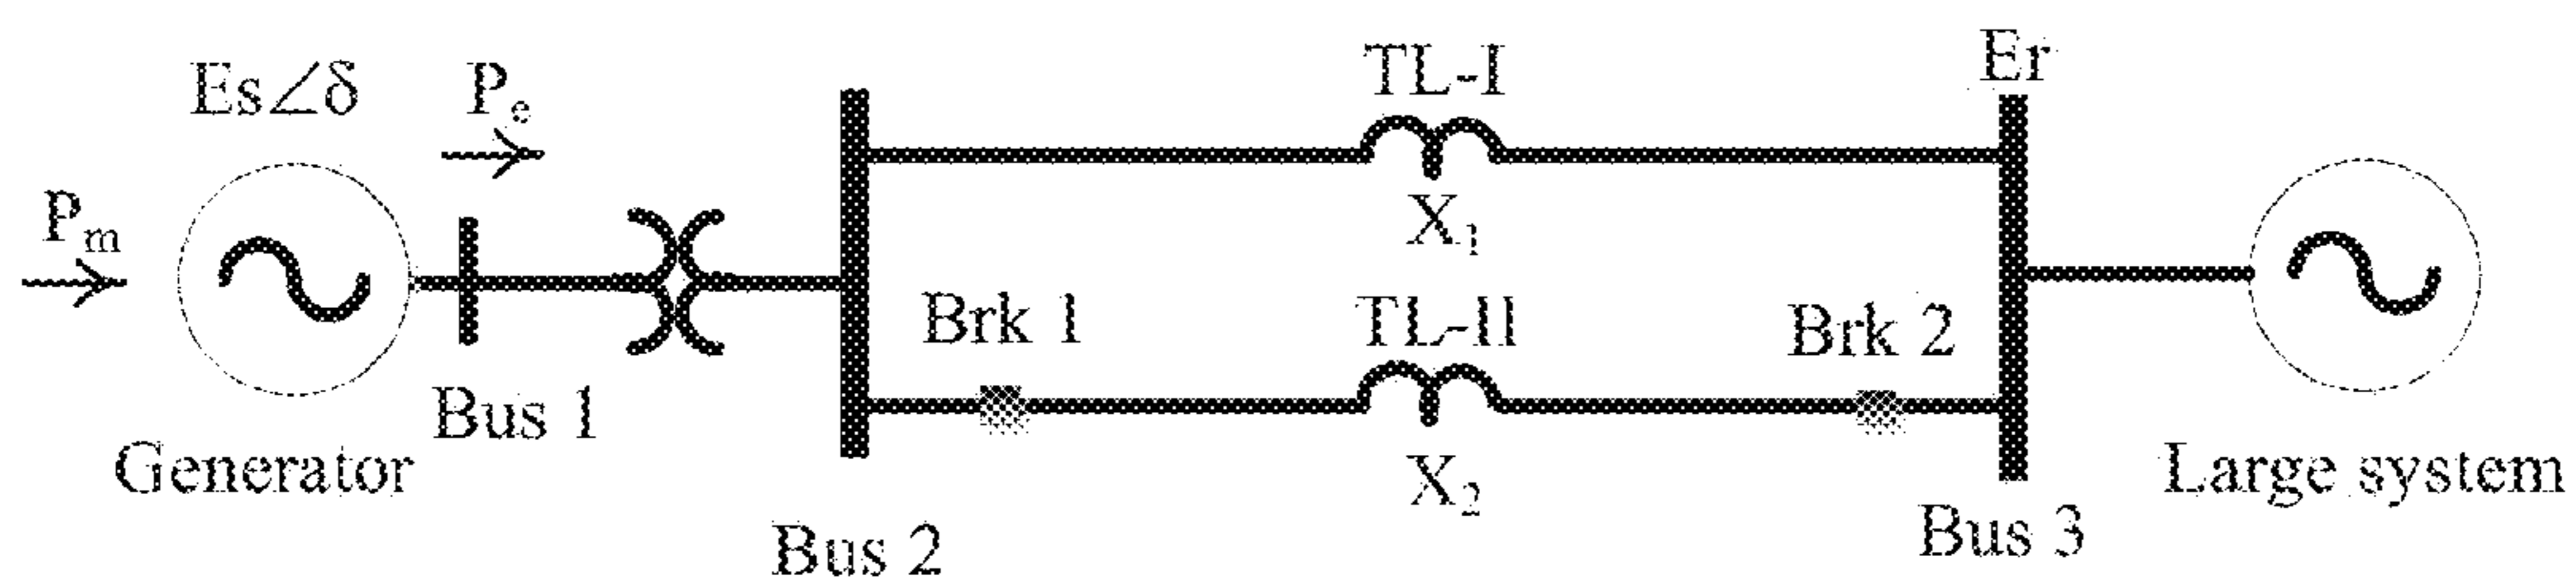 Es∠δ
Pₑ
TL-I
Er
Pₘ
X₁
Brk 1
TL-II
Brk 2
Bus 1
Generator
X₂
Large system
Bus 2
Bus 3